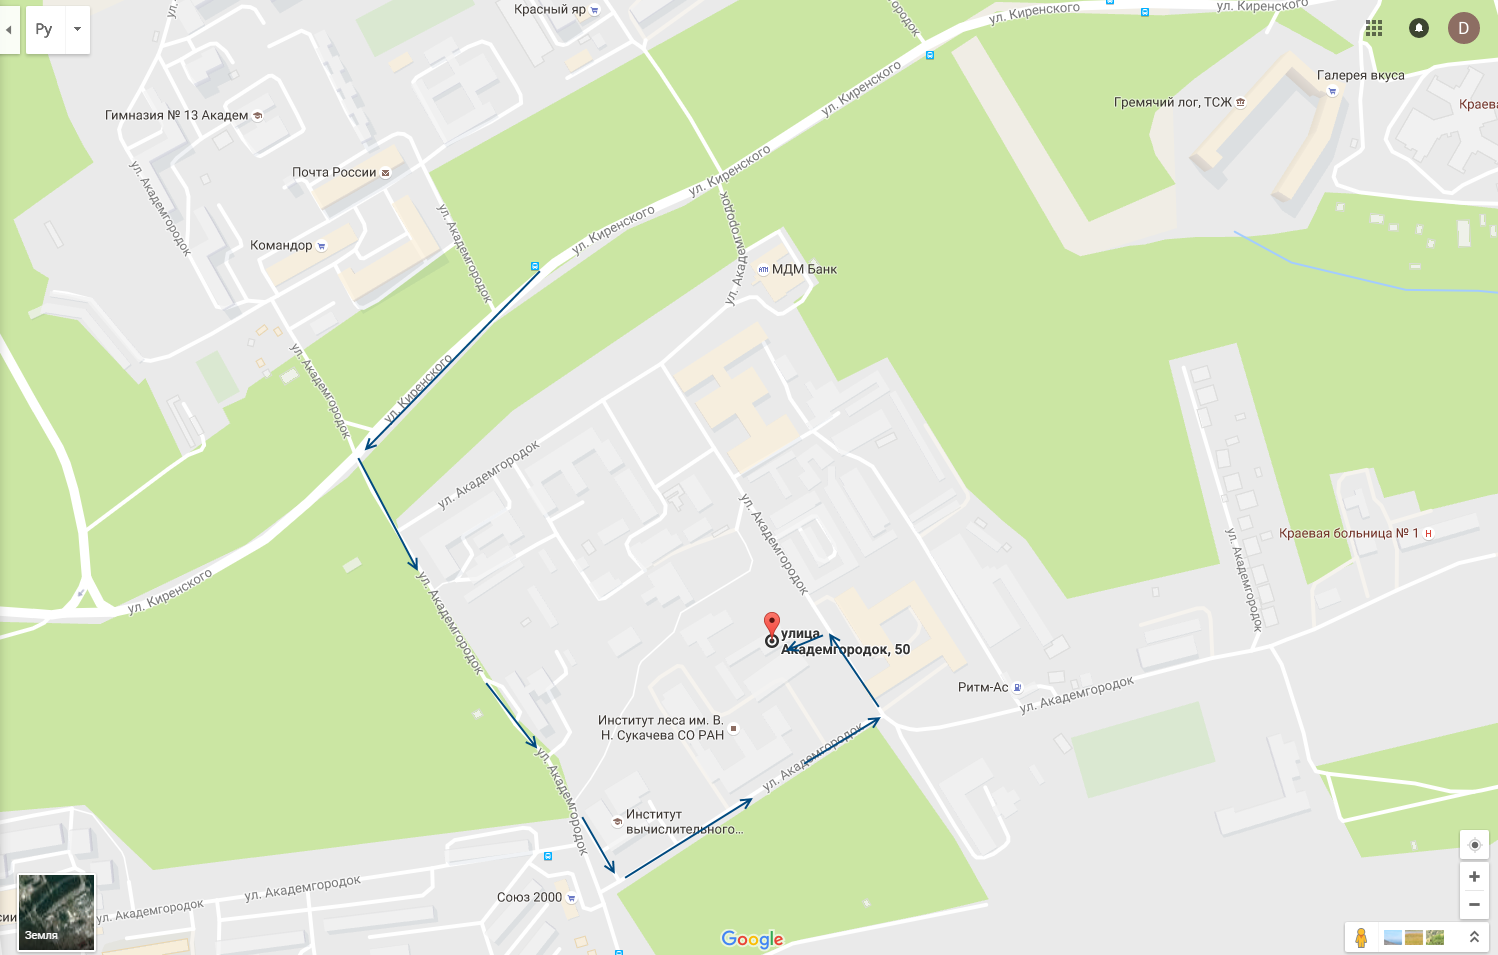 Ру
ул.
Красный яр
Академгородок
ул. Киренского
ул. Киренского
D
ул. Киренского
Галерея вкуса
Гремячий лог, ТСЖ
Краева
Гимназия № 13 Академ
Почта России
ул. Академгородок
ул. Киренского
ул. Академгородок
ул. Академгородок
ул. Киренского
Командор
МДМ Банк
ул. Академгородок
ул. Киренского
ул. Академгородок
ул. Академгородок
ул. Академгородок
Краевая больница № 1
H
ул. Киренского
ул. Академгородок
улица
Академгородок, 50
Ритм-Ас
ул. Академгородок
Институт леса им. В.
Н. Сукачева СО РАН
ул. Академгородок
ул. Академгородок
Институт
вычислительного...
ул. Академгородок
Союз 2000
ул. Академгородок
сии
Земля
Google